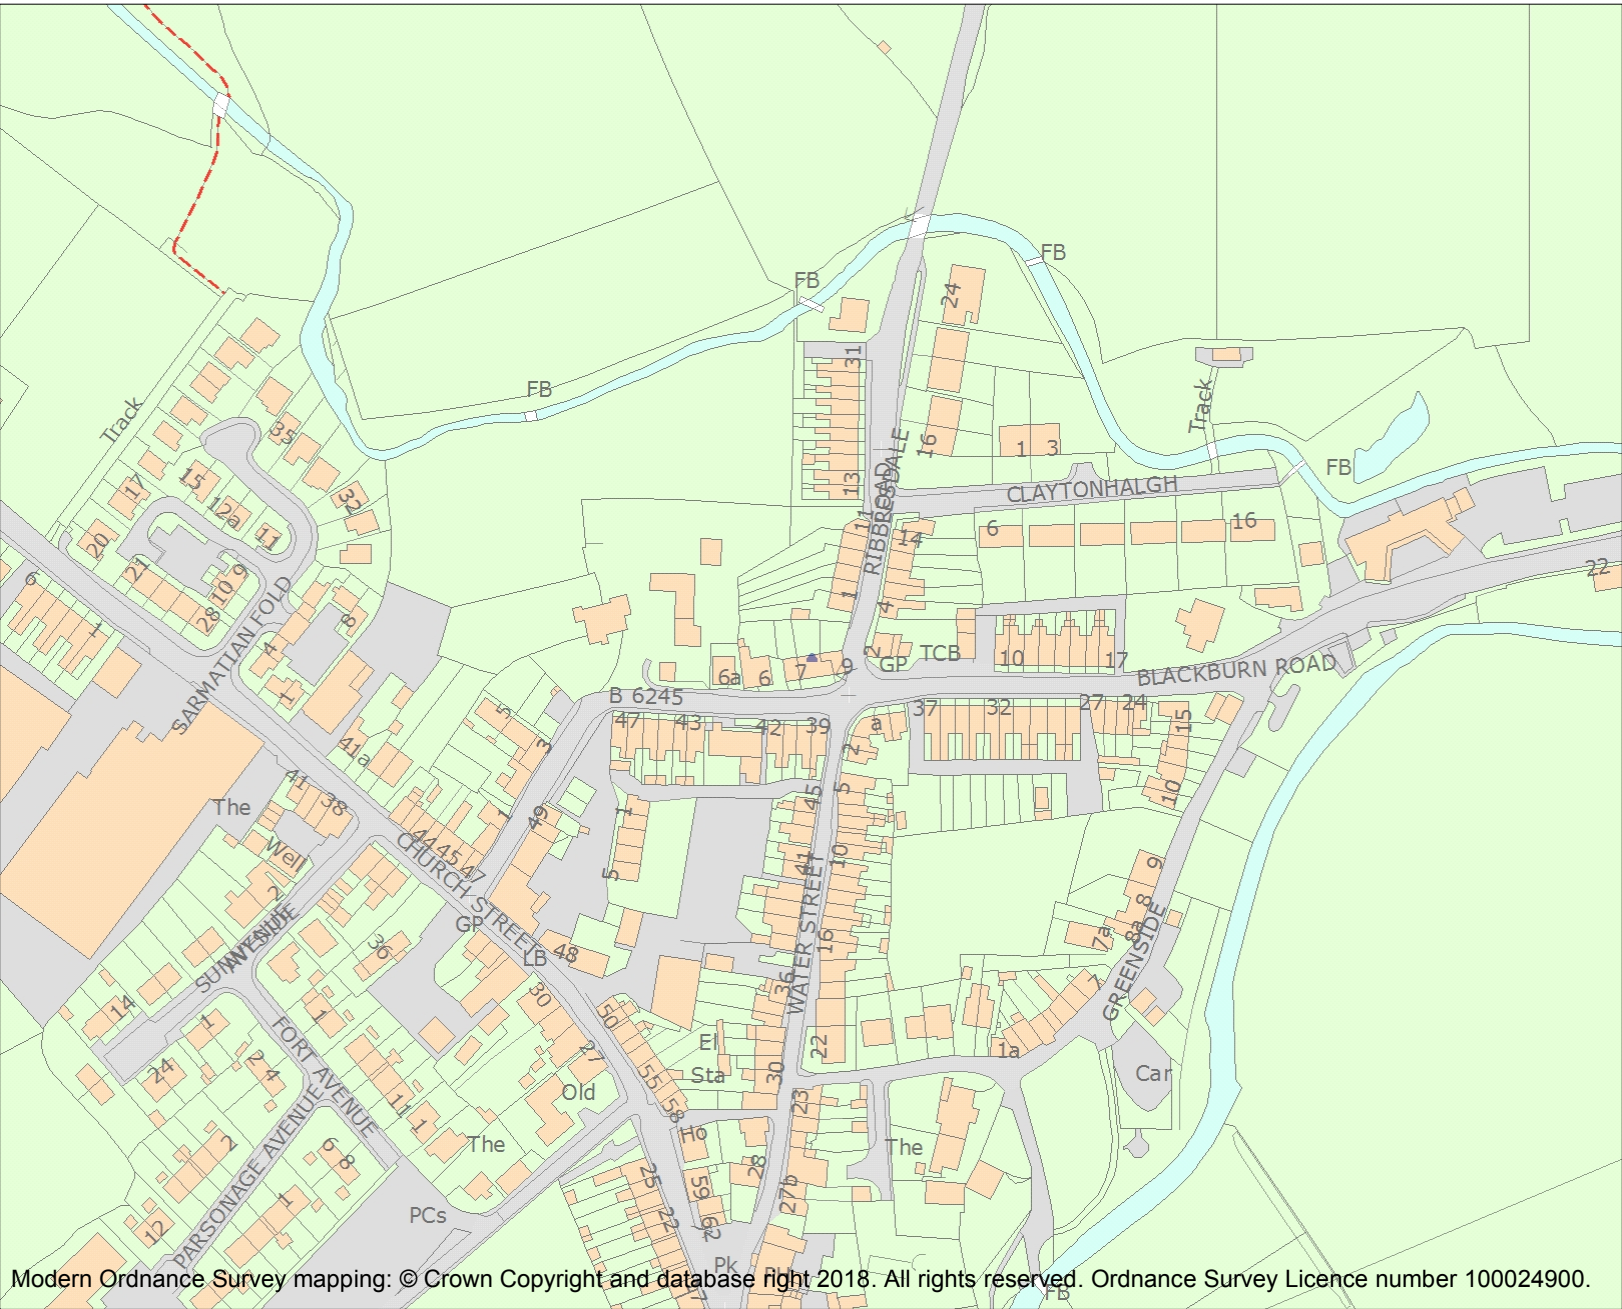 FB
FB
24
FB
31
Track
Track
35
16
1
3
13
FB
17
15
32
CLAYTONHALGH
12a
11
RIBBLESDALE
ROAD
11
14
6
16
20
21
9
10
28
6
1
8
4
1
22
1
4
2
GP
TCB
10
17
BLACKBURN ROAD
SARMATIAN FOLD
6a
6
7
9
B 6245
47
43
42
39
a
37
32
27
24
15
5
3
2
41a
41
38
The
45
5
10
1
49
1
44
45
47
Well
CHURCH STREET
41
10
9
5
2
8
8a
7a
GREENSIDE
SUNNYSIDE
AVENUE
36
GP
LB
48
16
WATER STREET
36
7
14
1
30
50
1
22
1a
FORT AVENUE
27
El
Sta
55
30
Car
24
2
4
Old
58
23
11
1
The
Ho
The
2
6
8
28
25
59
27b
PARSONAGE AVENUE
1
PCs
22
62
12
Pk
17
FB
Modern Ordnance Survey mapping: © Crown Copyright and database right 2018. All rights reserved. Ordnance Survey Licence number 100024900.